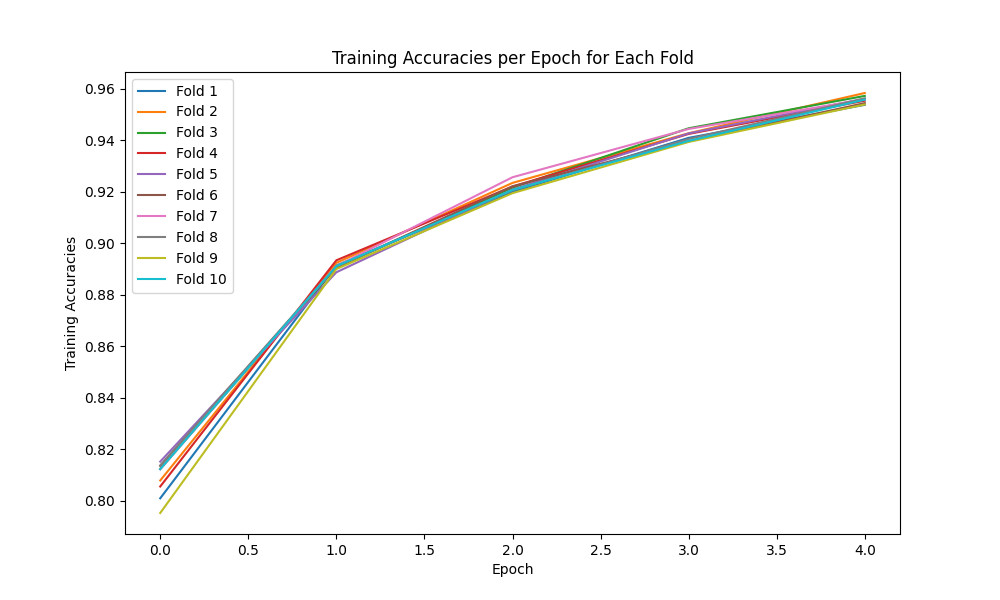 Training Accuracies per Epoch for Each Fold
Training Accuracies
0.96
0.94
0.92
0.90
0.88
0.86
0.84
0.82
0.80
Fold 1
Fold 2
Fold 3
Fold 4
Fold 5
Fold 6
Fold 7
Fold 8
Fold 9
Fold 10
0.0 0.5 1.0 1.5 2.0 2.5 3.0 3.5 4.0
Epoch